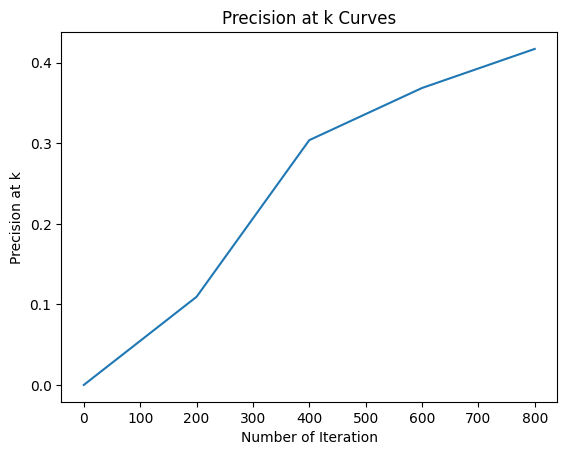 Precision at k Curves
Precision at k
0.4
0.3
0.2
0.1
0.0
0 100 200 300 400 500 600 700 800
Number of Iteration